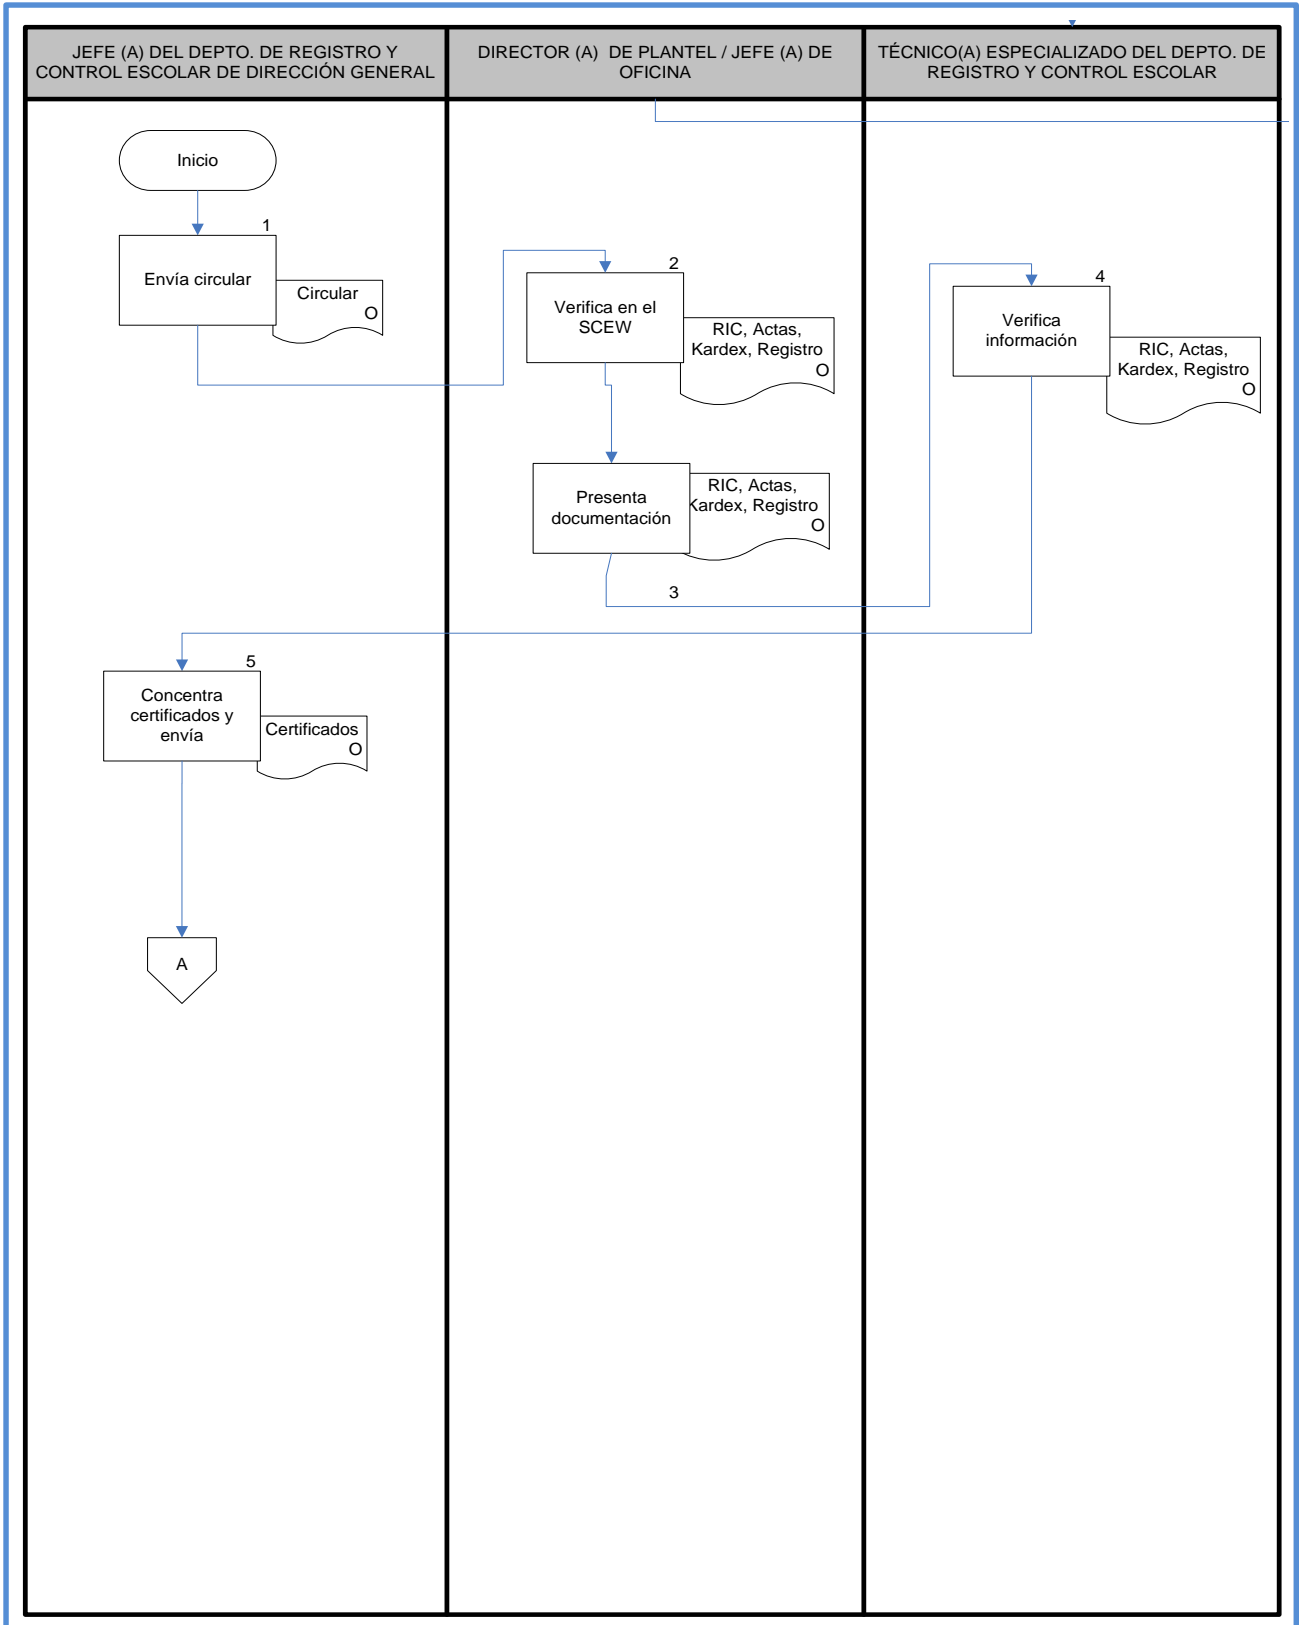 JEFE (A) DEL DEPTO. DE REGISTRO Y
CONTROL ESCOLAR DE DIRECCIÓN GENERAL
DIRECTOR (A)  DE PLANTEL / JEFE (A) DE
OFICINA
TÉCNICO(A) ESPECIALIZADO DEL DEPTO. DE
REGISTRO Y CONTROL ESCOLAR
Inicio
1
Envía circular
Circular
O
2
Verifica en el
SCEW
RIC, Actas,
Kardex, Registro
O
Presenta
documentación
RIC, Actas,
Kardex, Registro
O
3
4
Verifica
información
RIC, Actas,
Kardex, Registro
O
5
Concentra
certificados y
envía
Certificados
O
A